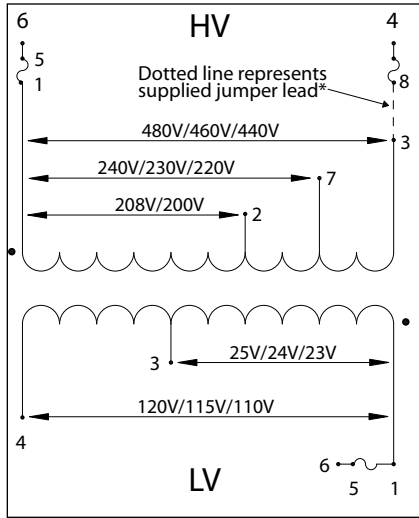 6 HV 4
5
1
8
Dotted line represents
supplied jumper lead*
480V/460V/440V
3
240V/230V/220V
7
208V/200V
2
3
25V/24V/23V
120V/115V/110V
4
6
5
1
LV